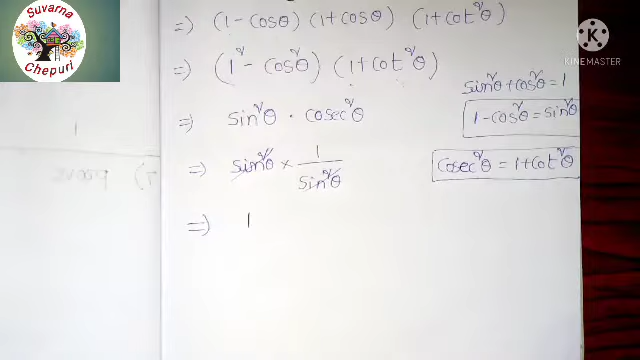 Suvarna
Chepuri
KINEMASTER
⇒ (1 - cosθ) (1 + cosθ) (1 + cot²θ)
⇒ (1² - cos²θ) (1 + cot²θ)
sin²θ + cos²θ = 1
1 - cos²θ = sin²θ
⇒ sin²θ · cosec²θ
cosec²θ = 1 + cot²θ
⇒ sin²θ × 1/sin²θ
⇒ 1